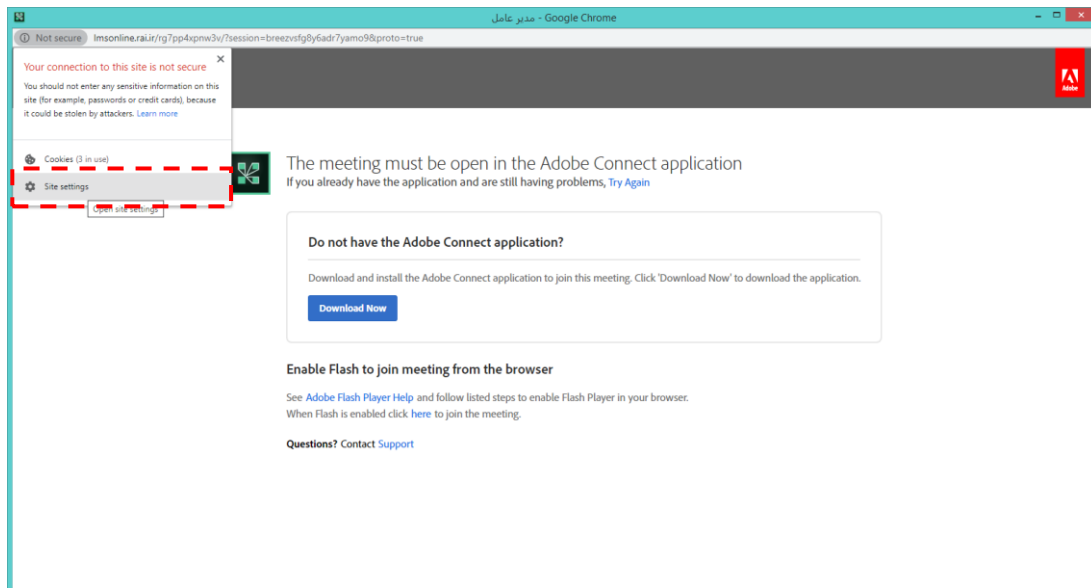 مدیر عامل - Google Chrome
Not secure
lmsonline.rai.ir/rg7pp4xpnw3v/?session=breezvsfg8y6adr7yamo9&proto=true
Your connection to this site is not secure
You should not enter any sensitive information on this
site (for example, passwords or credit cards), because
it could be stolen by attackers. Learn more
Cookies (3 in use)
Site settings
Open site settings
Adobe
The meeting must be open in the Adobe Connect application
If you already have the application and are still having problems, Try Again
Do not have the Adobe Connect application?
Download and install the Adobe Connect application to join this meeting. Click 'Download Now' to download the application.
Download Now
Enable Flash to join meeting from the browser
See Adobe Flash Player Help and follow listed steps to enable Flash Player in your browser.
When Flash is enabled click here to join the meeting.
Questions? Contact Support